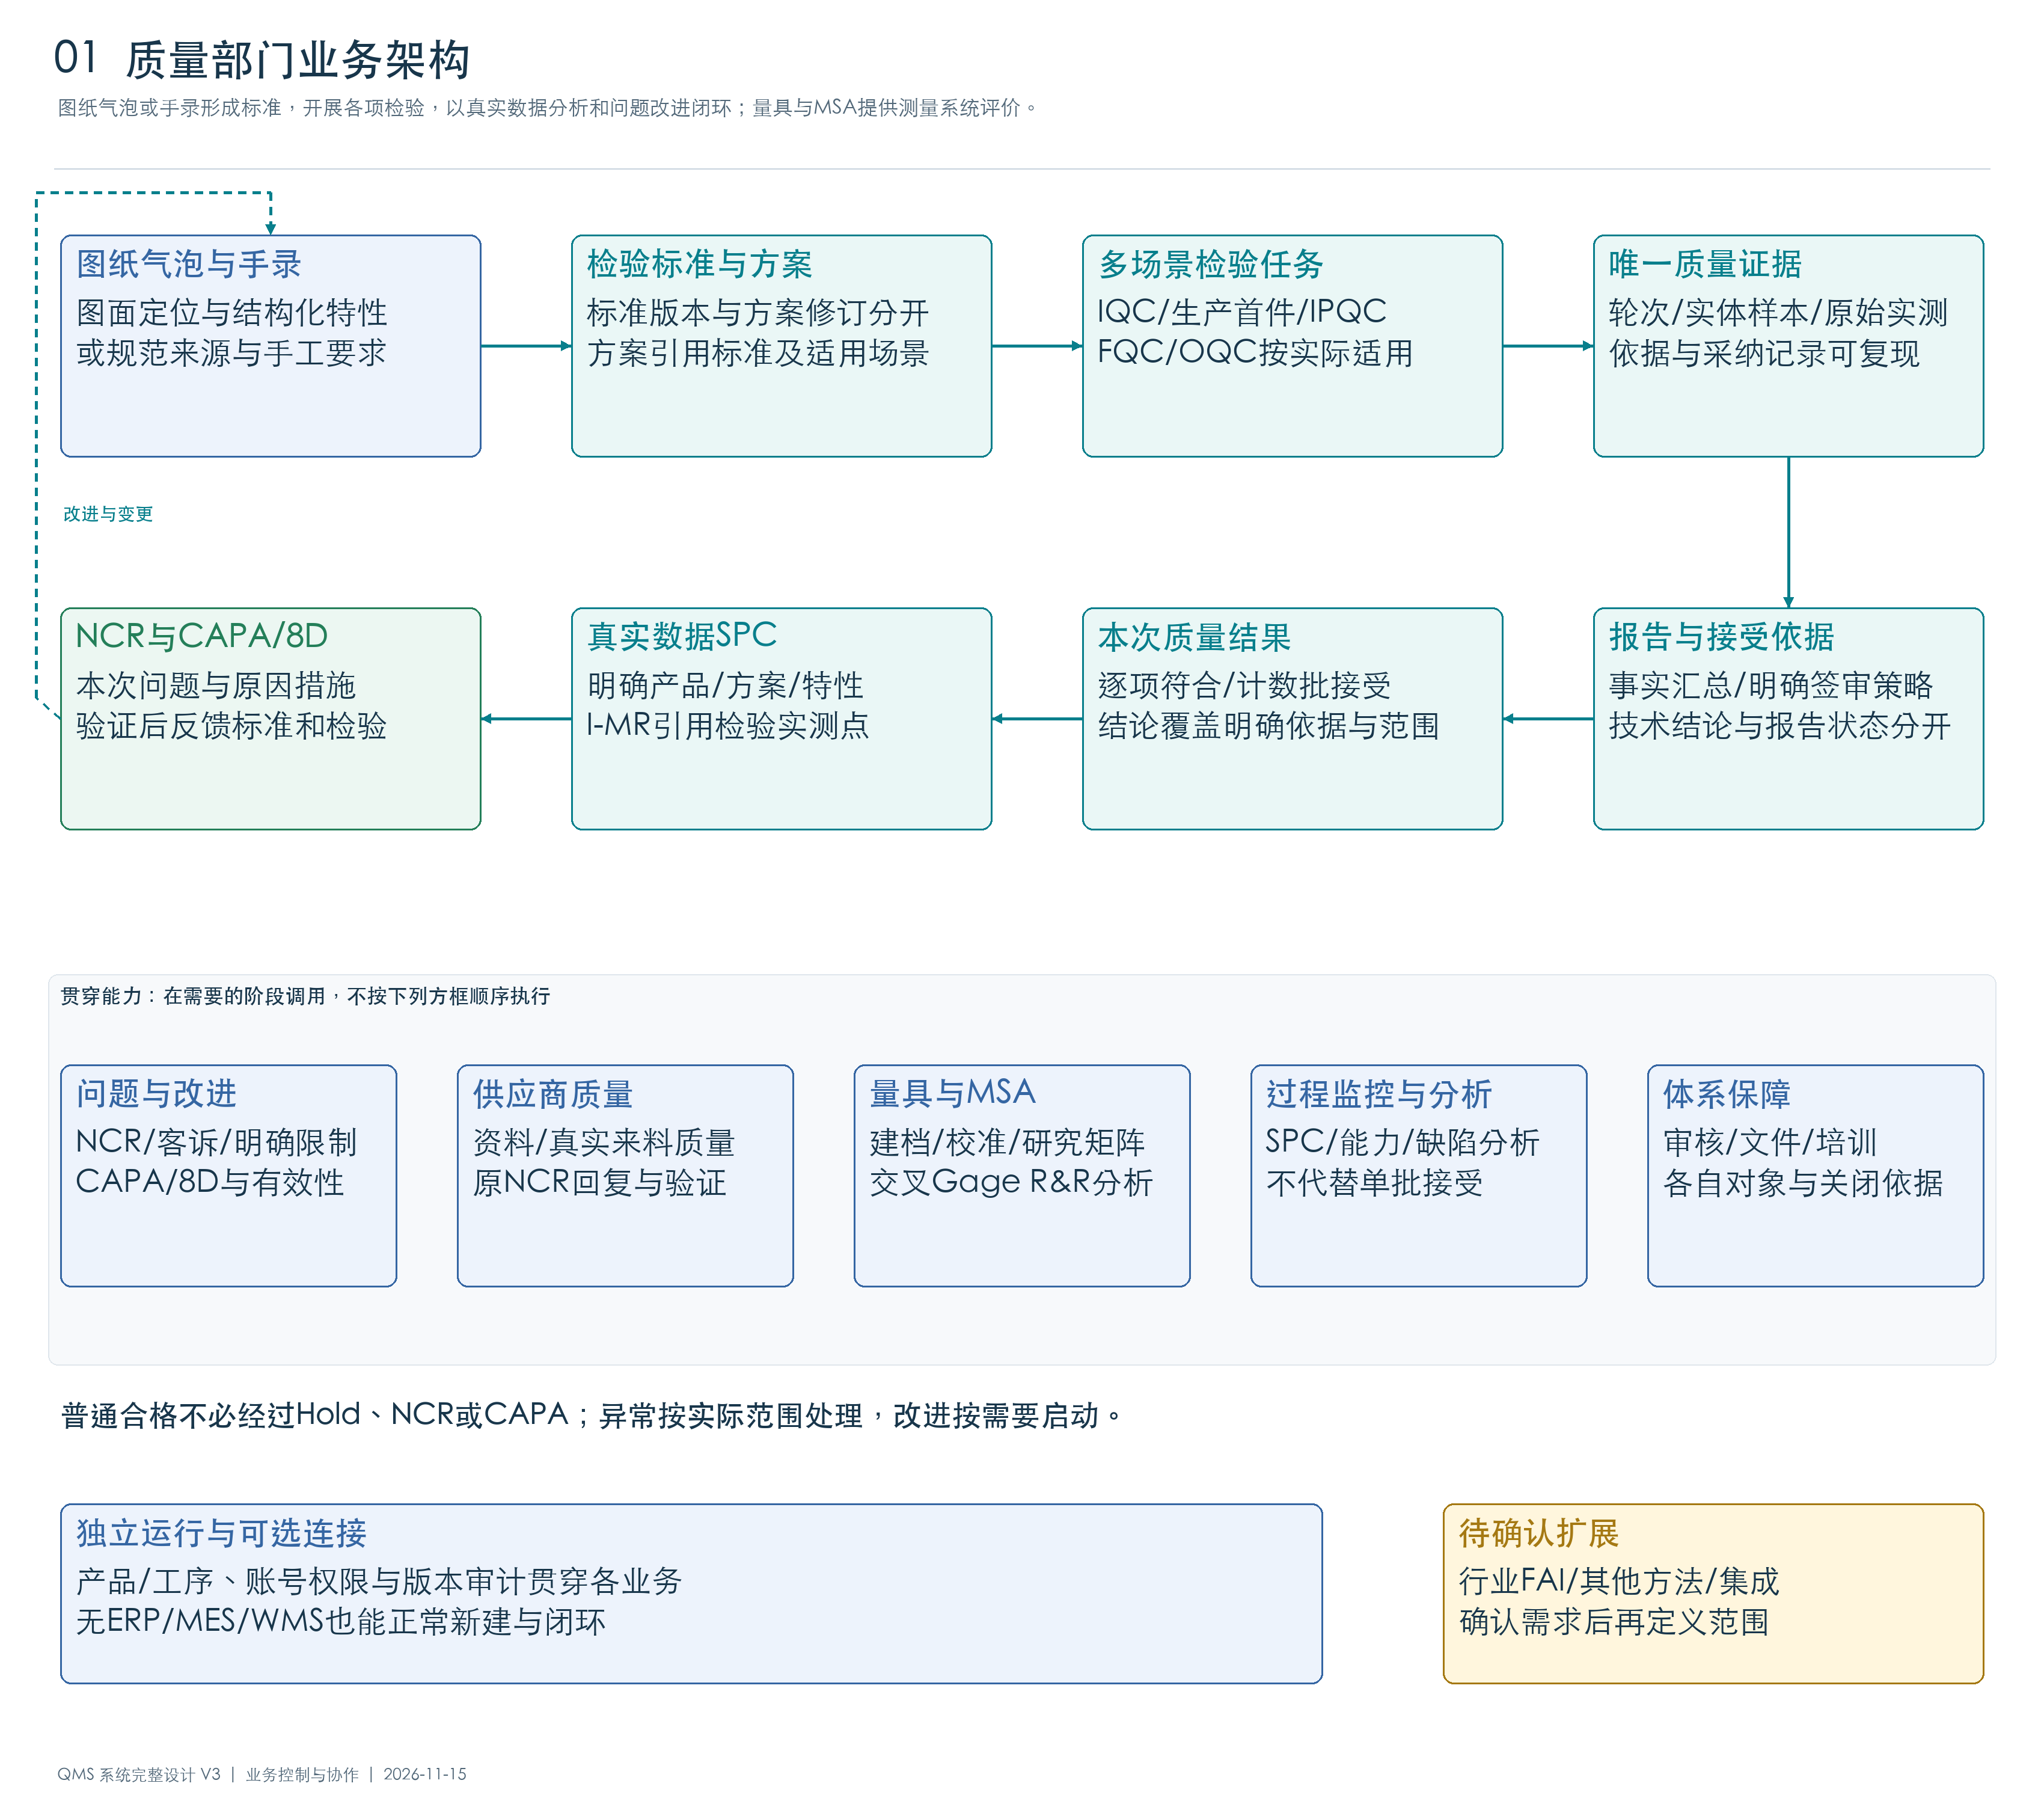 01 质量部门业务架构
图纸气泡或手录形成标准，开展各项检验，以真实数据分析和问题改进闭环；量具与MSA提供测量系统评价。
图纸气泡与手录
图面定位与结构化特性
或规范来源与手工要求
检验标准与方案
标准版本与方案修订分开
方案引用标准及适用场景
多场景检验任务
IQC/生产首件/IPQC
FQC/OQC按实际适用
唯一质量证据
轮次/实体样本/原始实测
依据与采纳记录可复现
改进与变更
NCR与CAPA/8D
本次问题与原因措施
验证后反馈标准和检验
真实数据SPC
明确产品/方案/特性
I-MR引用检验实测点
本次质量结果
逐项符合/计数批接受
结论覆盖明确依据与范围
报告与接受依据
事实汇总/明确签审策略
技术结论与报告状态分开
贯穿能力：在需要的阶段调用，不按下列方框顺序执行
问题与改进
NCR/客诉/明确限制
CAPA/8D与有效性
供应商质量
资料/真实来料质量
原NCR回复与验证
量具与MSA
建档/校准/研究矩阵
交叉Gage R&R分析
过程监控与分析
SPC/能力/缺陷分析
不代替单批接受
体系保障
审核/文件/培训
各自对象与关闭依据
普通合格不必经过Hold、NCR或CAPA；异常按实际范围处理，改进按需要启动。
独立运行与可选连接
产品/工序、账号权限与版本审计贯穿各业务
无ERP/MES/WMS也能正常新建与闭环
待确认扩展
行业FAI/其他方法/集成
确认需求后再定义范围
QMS 系统完整设计 V3 | 业务控制与协作 | 2026-11-15